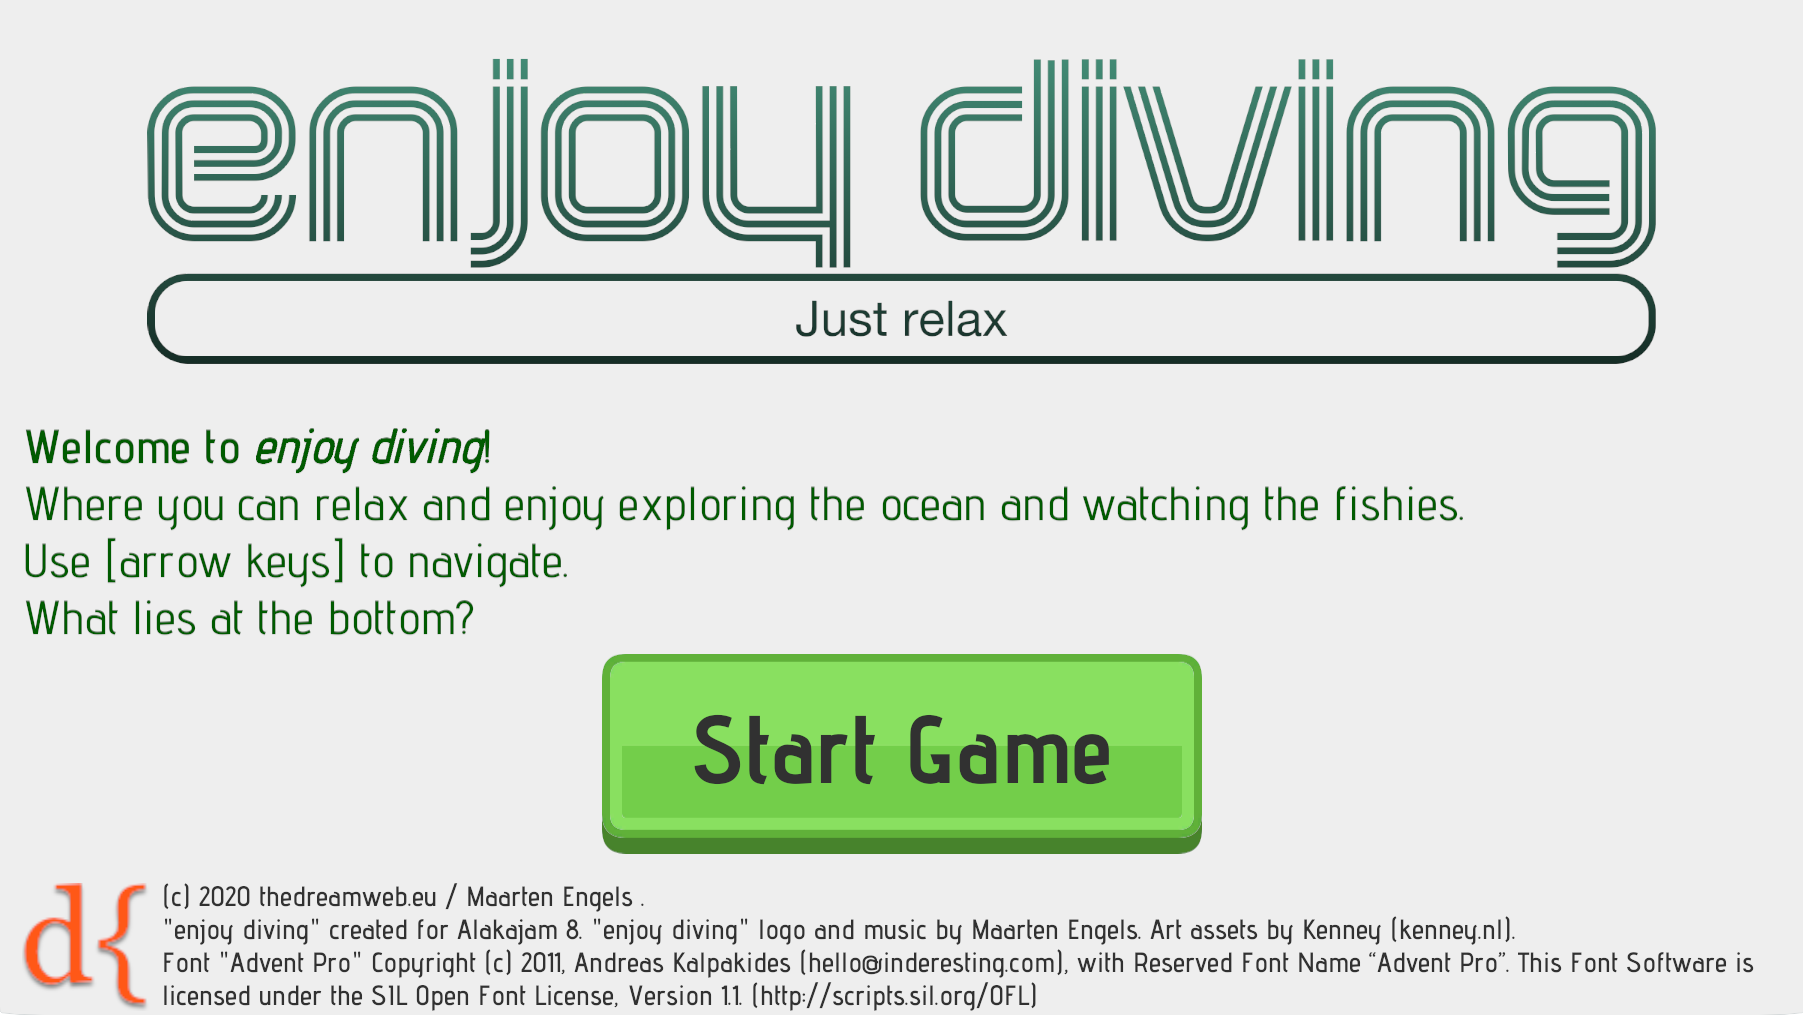 enjoy diving
Just relax
Welcome to enjoy diving!
Where you can relax and enjoy exploring the ocean and watching the fishies.
Use [arrow keys] to navigate.
What lies at the bottom?
Start Game
d{
(c) 2020 thedreamweb.eu / Maarten Engels .
"enjoy diving" created for Alakajam 8. "enjoy diving" logo and music by Maarten Engels. Art assets by Kenney (kenney.nl).
Font "Advent Pro" Copyright (c) 2011, Andreas Kalpakides (hello@inderesting.com), with Reserved Font Name “Advent Pro”. This Font Software is
licensed under the SIL Open Font License, Version 1.1. (http://scripts.sil.org/OFL)